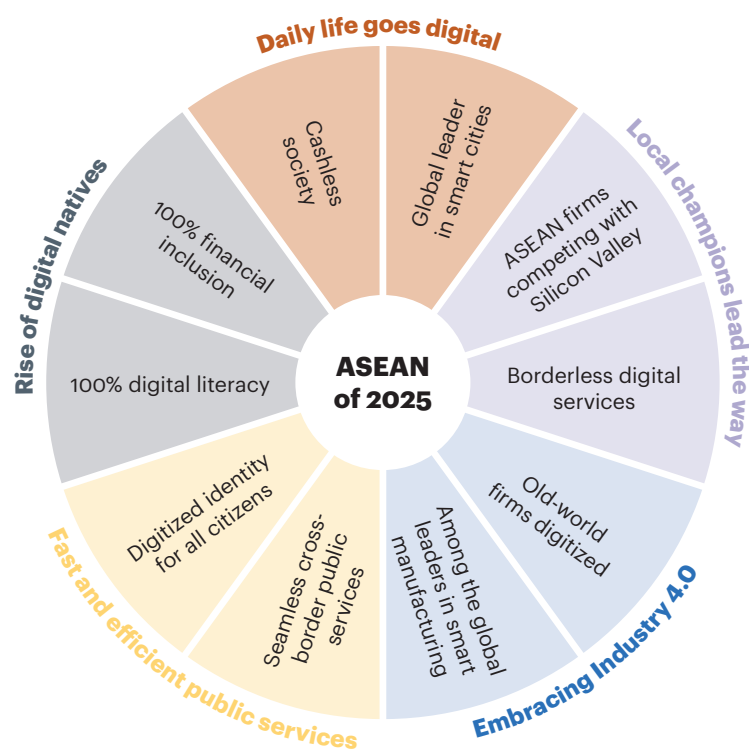 Daily life goes digital
Cashless
society
Global leader
in smart cities
Local champions lead the way
ASEAN firms
competing with
Silicon Valley
Borderless digital
services
Embracing Industry 4.0
Old-world
firms digitized
Among the global
leaders in smart
manufacturing
Fast and efficient public services
Seamless cross-
border public
services
Digitized identity
for all citizens
Rise of digital natives
100% digital literacy
100% financial
inclusion
ASEAN
of 2025